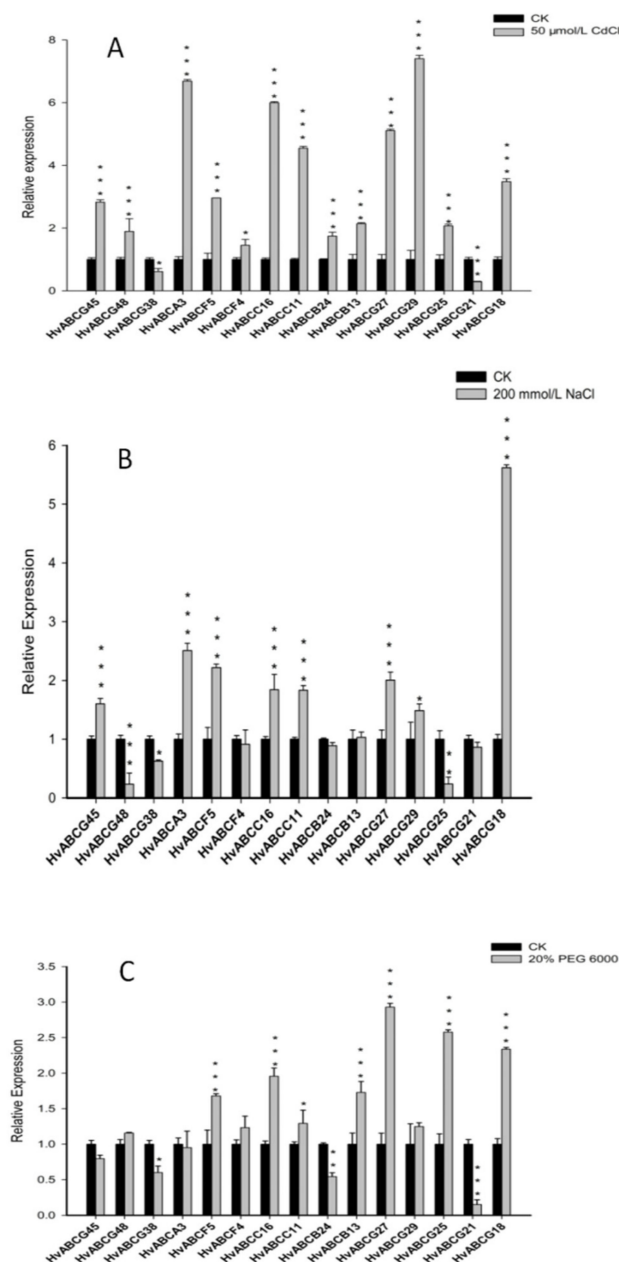 A
CK
50 μmol/L CdCl
Relative expression
8
6
4
2
0
* * *
* * *
*
* * *
* * *
*
* * *
* * *
* * *
* * *
* * *
* * *
* * *
* * *
* * *
HvABCG45
HvABCG48
HvABCG38
HvABCA3
HvABCF5
HvABCF4
HvABCC16
HvABCC11
HvABCB24
HvABCB13
HvABCG27
HvABCG29
HvABCG25
HvABCG21
HvABCG18
B
CK
200 mmol/L NaCl
Relative Expression
6
5
4
3
2
1
0
* * *
* * *
*
* * *
* * *
* * *
* * *
* * *
*
* *
* * *
HvABCG45
HvABCG48
HvABCG38
HvABCA3
HvABCF5
HvABCF4
HvABCC16
HvABCC11
HvABCB24
HvABCB13
HvABCG27
HvABCG29
HvABCG25
HvABCG21
HvABCG18
C
CK
20% PEG 6000
Relative Expression
3.5
3.0
2.5
2.0
1.5
1.0
0.5
0.0
*
* * *
* * *
*
* *
* * *
* * *
* * *
* * *
* * *
HvABCG45
HvABCG48
HvABCG38
HvABCA3
HvABCF5
HvABCF4
HvABCC16
HvABCC11
HvABCB24
HvABCB13
HvABCG27
HvABCG29
HvABCG25
HvABCG21
HvABCG18